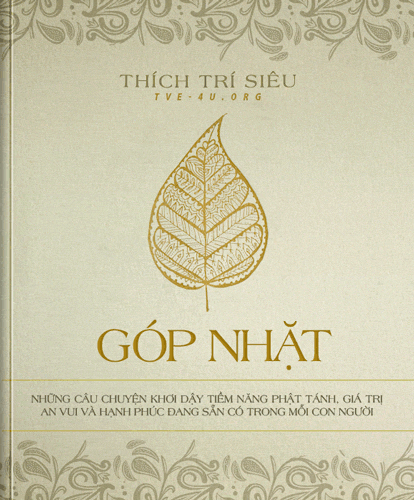 THÍCH TRÍ SIÊU
TVE-4U.ORG
GÓP NHẶT
NHỮNG CÂU CHUYỆN KHƠI DẬY TIỀM NĂNG PHẬT TÁNH, GIÁ TRỊ
AN VUI VÀ HẠNH PHÚC ĐANG SẴN CÓ TRONG MỖI CON NGƯỜI